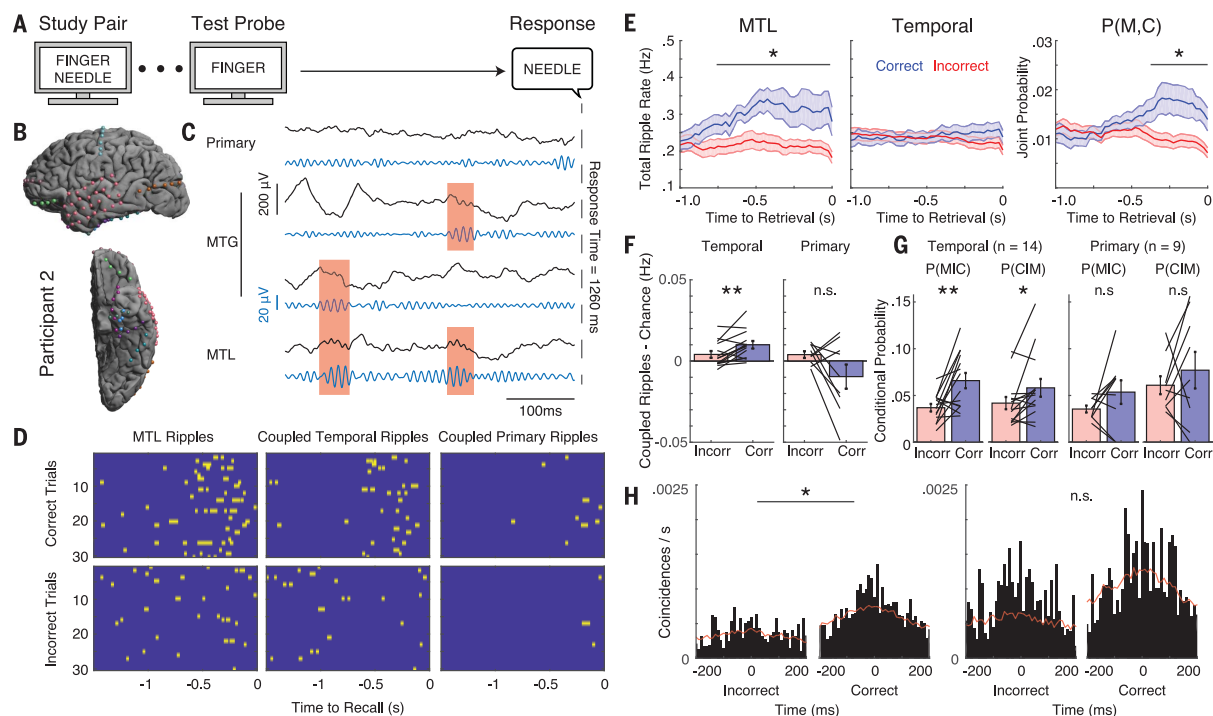 A
Study Pair
Test Probe
Response
FINGER
NEEDLE
FINGER
NEEDLE
B
Participant 2
C
Primary
200 µV
MTG
20 µV
MTL
Response Time = 1260 ms
100ms
D
MTL Ripples
Coupled Temporal Ripples
Coupled Primary Ripples
Correct Trials
10
20
30
Incorrect Trials
10
20
30
-1 -0.5 0
-1 -0.5 0
-1 -0.5 0
Time to Recall (s)
E
MTL
Temporal
P(M,C)
Total Ripple Rate (Hz)
.5
.4
.3
.2
.1
0
*
Correct Incorrect
Joint Probability
.03
.02
.01
0
*
-1.0 -0.5 0
-1.0 -0.5 0
-1.0 -0.5 0
Time to Retrieval (s)
Time to Retrieval (s)
Time to Retrieval (s)
F
Temporal
Primary
Coupled Ripples - Chance (Hz)
0.05
0
-0.05
**
n.s.
Incorr Corr
Incorr Corr
G
Temporal (n = 14)
Primary (n = 9)
P(MIC)
P(CIM)
P(MIC)
P(CIM)
**
*
n.s
n.s
Conditional Probability
.15
.10
.05
0
Incorr Corr
Incorr Corr
Incorr Corr
Incorr Corr
H
.0025
0
Coincidences / s
*
.0025
0
n.s.
-200 0 200
-200 0 200
-200 0 200
-200 0 200
Incorrect
Correct
Incorrect
Correct
Time (ms)
Time (ms)